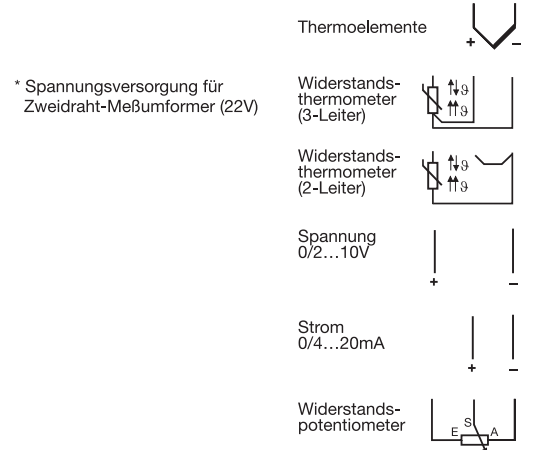 Thermoelemente
+ –
* Spannungsversorgung für
Zweidraht-Meßumformer (22V)
Widerstands-
thermometer
(3-Leiter)
↑↓ϑ
↑↑ϑ
Widerstands-
thermometer
(2-Leiter)
↑↓ϑ
↑↑ϑ
Spannung
0/2...10V
+ –
Strom
0/4...20mA
+ –
Widerstands-
potentiometer
S
E A